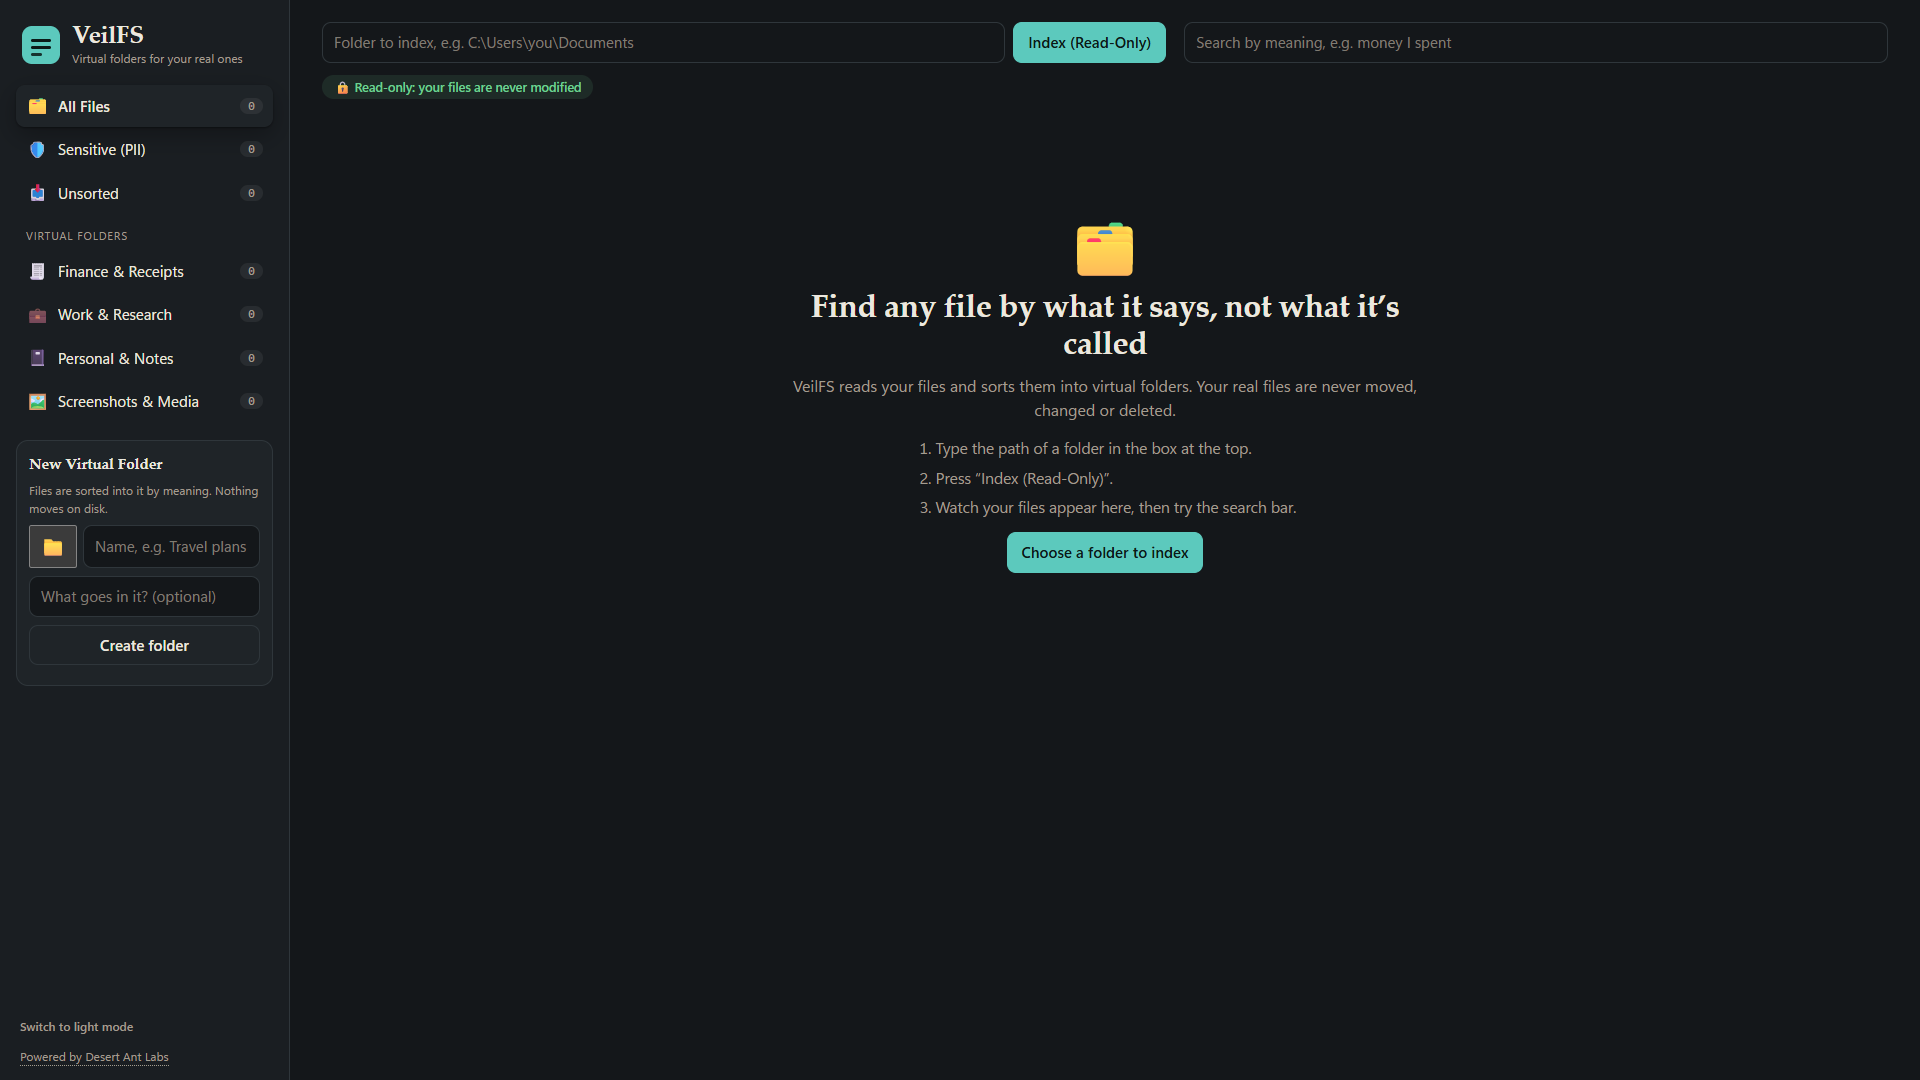 VeilFS
Virtual folders for your real ones
All Files 0
Sensitive (PII) 0
Unsorted 0
VIRTUAL FOLDERS
Finance & Receipts 0
Work & Research 0
Personal & Notes 0
Screenshots & Media 0
New Virtual Folder
Files are sorted into it by meaning. Nothing
moves on disk.
Name, e.g. Travel plans
What goes in it? (optional)
Create folder
Switch to light mode
Powered by Desert Ant Labs
Folder to index, e.g. C:\Users\you\Documents
Index (Read-Only)
Search by meaning, e.g. money I spent
Read-only: your files are never modified
Find any file by what it says, not what it’s
called
VeilFS reads your files and sorts them into virtual folders. Your real files are never moved,
changed or deleted.
1. Type the path of a folder in the box at the top.
2. Press “Index (Read-Only)”.
3. Watch your files appear here, then try the search bar.
Choose a folder to index